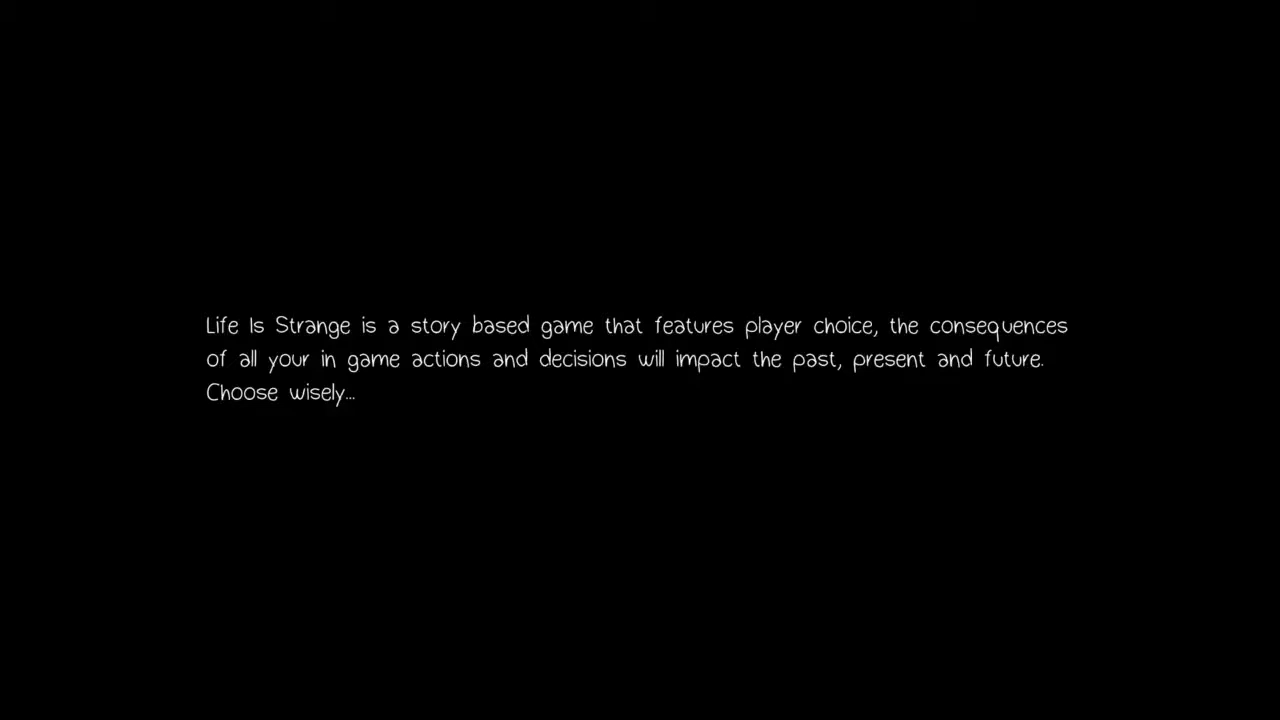 Life Is Strange is a story based game that features player choice, the consequences
of all your in game actions and decisions will impact the past, present and future.
Choose wisely...